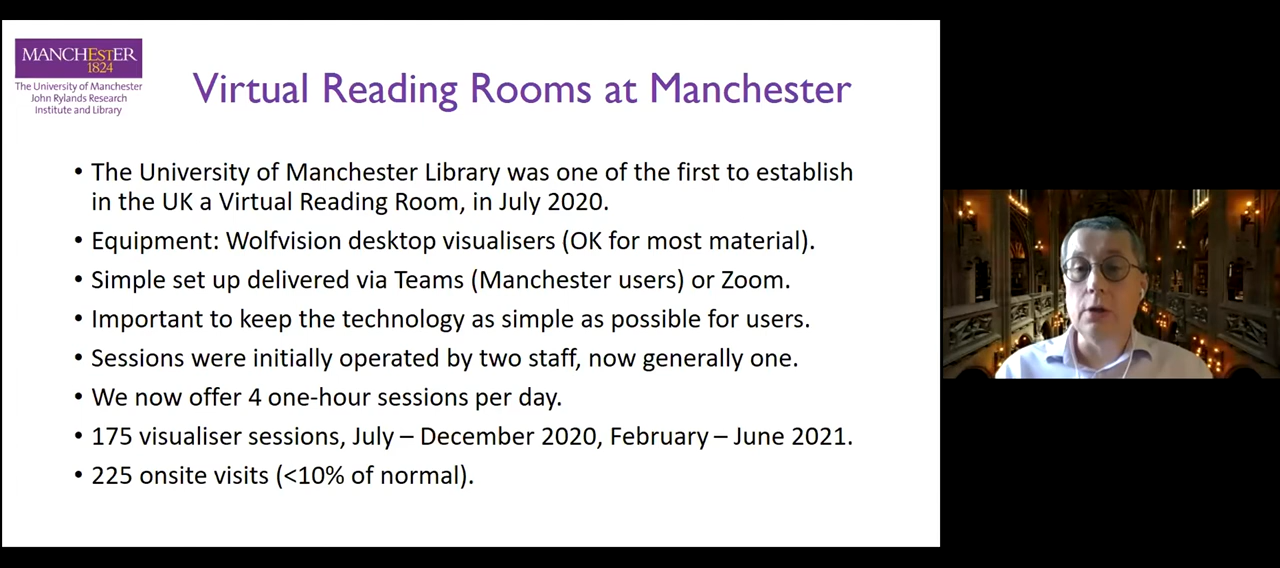 MANCHESTER
1824
The University of Manchester
John Rylands Research
Institute and Library
Virtual Reading Rooms at Manchester
• The University of Manchester Library was one of the first to establish
in the UK a Virtual Reading Room, in July 2020.
• Equipment: Wolfvision desktop visualisers (OK for most material).
• Simple set up delivered via Teams (Manchester users) or Zoom.
• Important to keep the technology as simple as possible for users.
• Sessions were initially operated by two staff, now generally one.
• We now offer 4 one-hour sessions per day.
• 175 visualiser sessions, July – December 2020, February – June 2021.
• 225 onsite visits (<10% of normal).